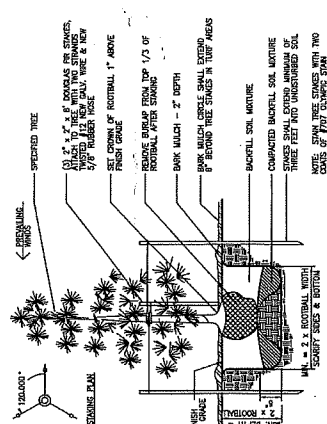 120.000°
STAKING PLAN
PREVAILING
WINDS
SPECIFIED TREE
(3) 2" x 2" x 8' DOUGLAS FIR STAKES,
ATTACH TO TREE WITH TWO STRANDS
TWISTED #12 NEW GALV. WIRE & NEW
5/8" RUBBER HOSE
SET CROWN OF ROOTBALL 1" ABOVE
FINISH GRADE
REMOVE BURLAP FROM TOP 1/3 OF
ROOTBALL AFTER STAKING
BARK MULCH - 2" DEPTH
BARK MULCH CIRCLE SHALL EXTEND
8" BEYOND TREE STAKES IN TURF AREAS
BACKFILL SOIL MIXTURE
COMPACTED BACKFILL SOIL MIXTURE
STAKES SHALL EXTEND MINIMUM OF
THREE FEET INTO UNDISTURBED SOIL
NOTE: STAIN TREE STAKES WITH TWO
COATS OF #707 OLYMPIC STAIN
NISH
GRADE
2 x ROOTBALL
6"
MIN. = 2 x ROOTBALL WIDTH
SCARIFY SIDES & BOTTOM